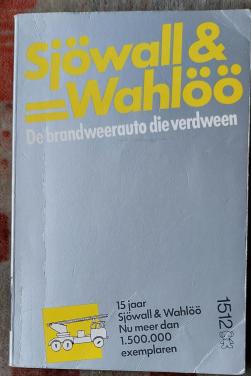 Sjöwall &
=Wahlöö
De brandweerauto die verdween
15 jaar
Sjöwall & Wahlöö
Nu meer dan
1.500.000
exemplaren
1512